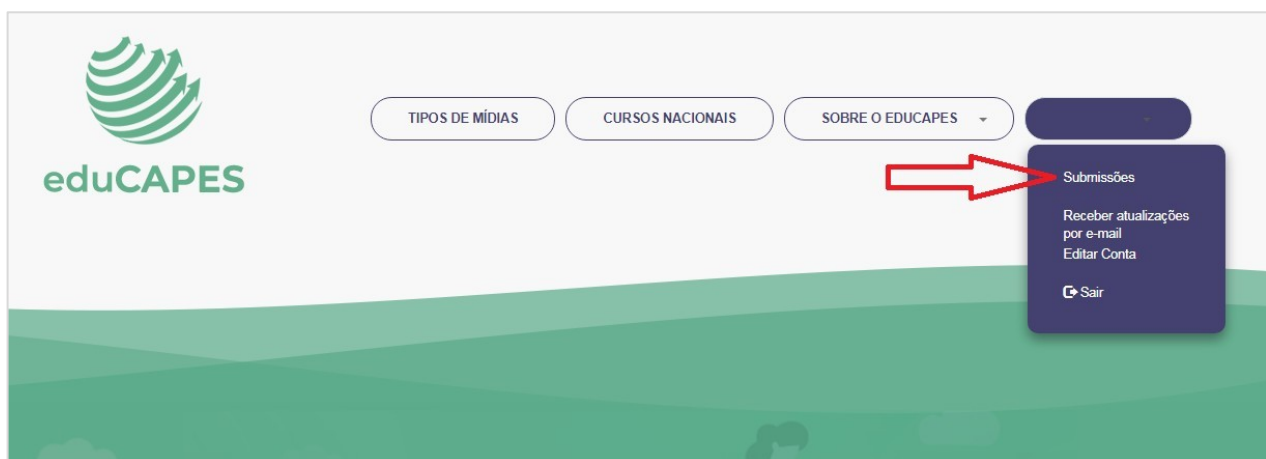 TIPOS DE MÍDIAS
CURSOS NACIONAIS
SOBRE O EDUCAPES
eduCAPES
Submissões
Receber atualizações
por e-mail
Editar Conta
Sair